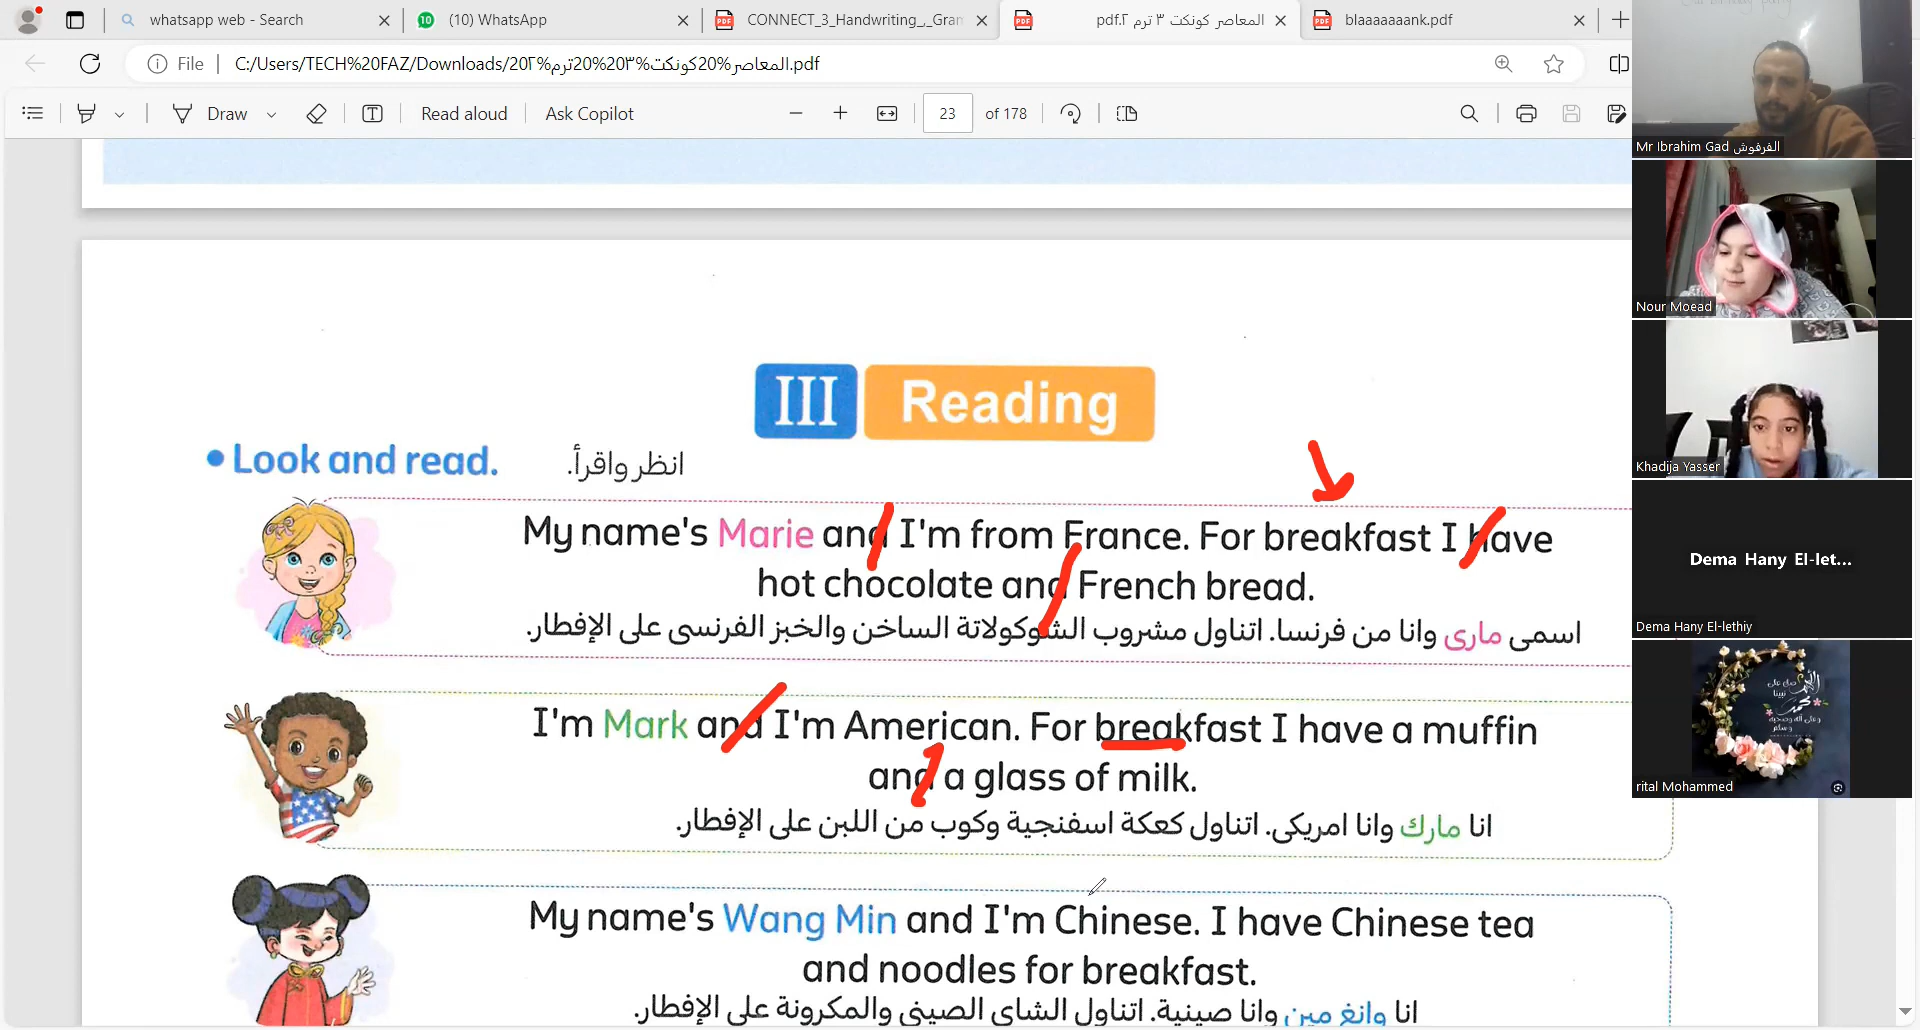 whatsapp web - Search
(10) WhatsApp
CONNECT_3_Handwriting_,_Gram
المعاصر كونكت ٣ ترم ٢.pdf
blaaaaaaank.pdf
File
C:/Users/TECH%20FAZ/Downloads/المعاصر%20كونكت%20٣%20ترم%20٢.pdf
Draw
Read aloud
Ask Copilot
23
of 178
III Reading
• Look and read.
انظر واقرأ.
My name's Marie and I'm from France. For breakfast I have
hot chocolate and French bread.
اسمى مارى وانا من فرنسا. اتناول مشروب الشوكولاتة الساخن والخبز الفرنسى على الإفطار.
I'm Mark and I'm American. For breakfast I have a muffin
and a glass of milk.
انا مارك وانا امريكى. اتناول كعكة اسفنجية وكوب من اللبن على الإفطار.
My name's Wang Min and I'm Chinese. I have Chinese tea
and noodles for breakfast.
انا وانغ مين وانا صينية. اتناول الشاى الصينى والمكرونة على الإفطار.
Mr Ibrahim Gad الفرفوش
Nour Moead
Khadija Yasser
Dema Hany El-let...
Dema Hany El-lethiy
rital Mohammed